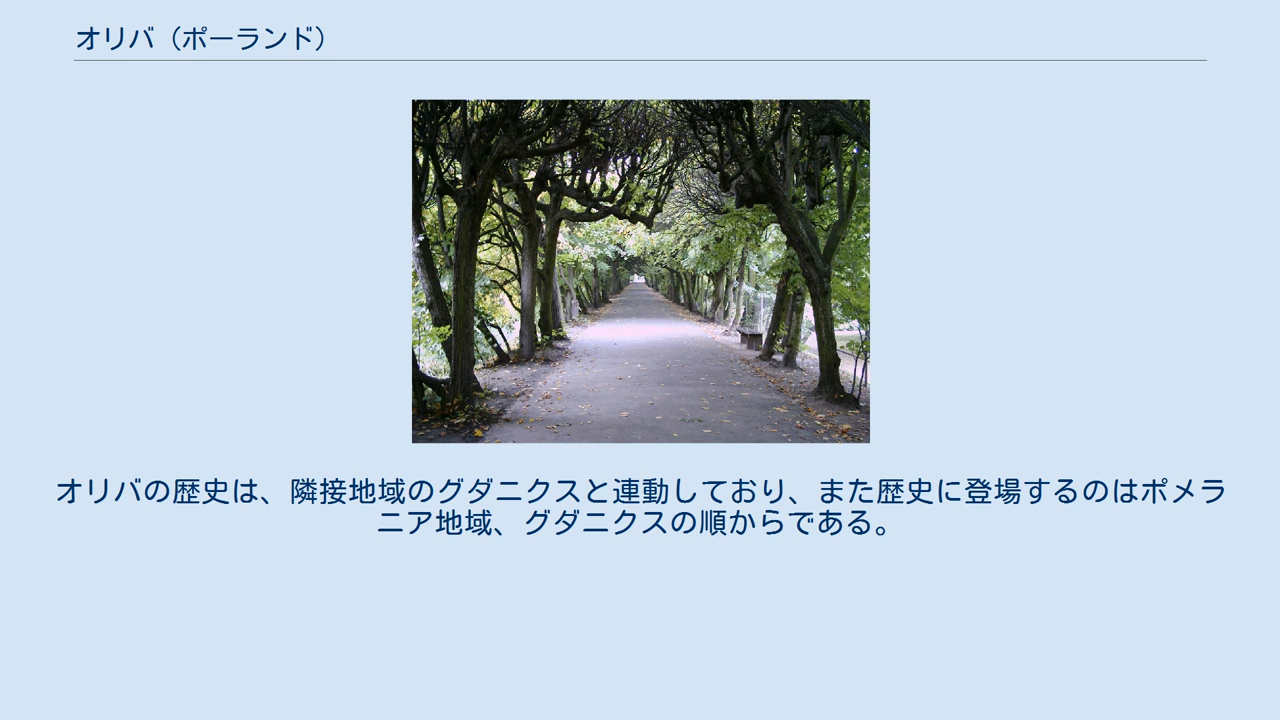 オリバ（ポーランド）
オリバの歴史は、隣接地域のグダニクスと連動しており、また歴史に登場するのはポメラ
ニア地域、グダニクスの順からである。